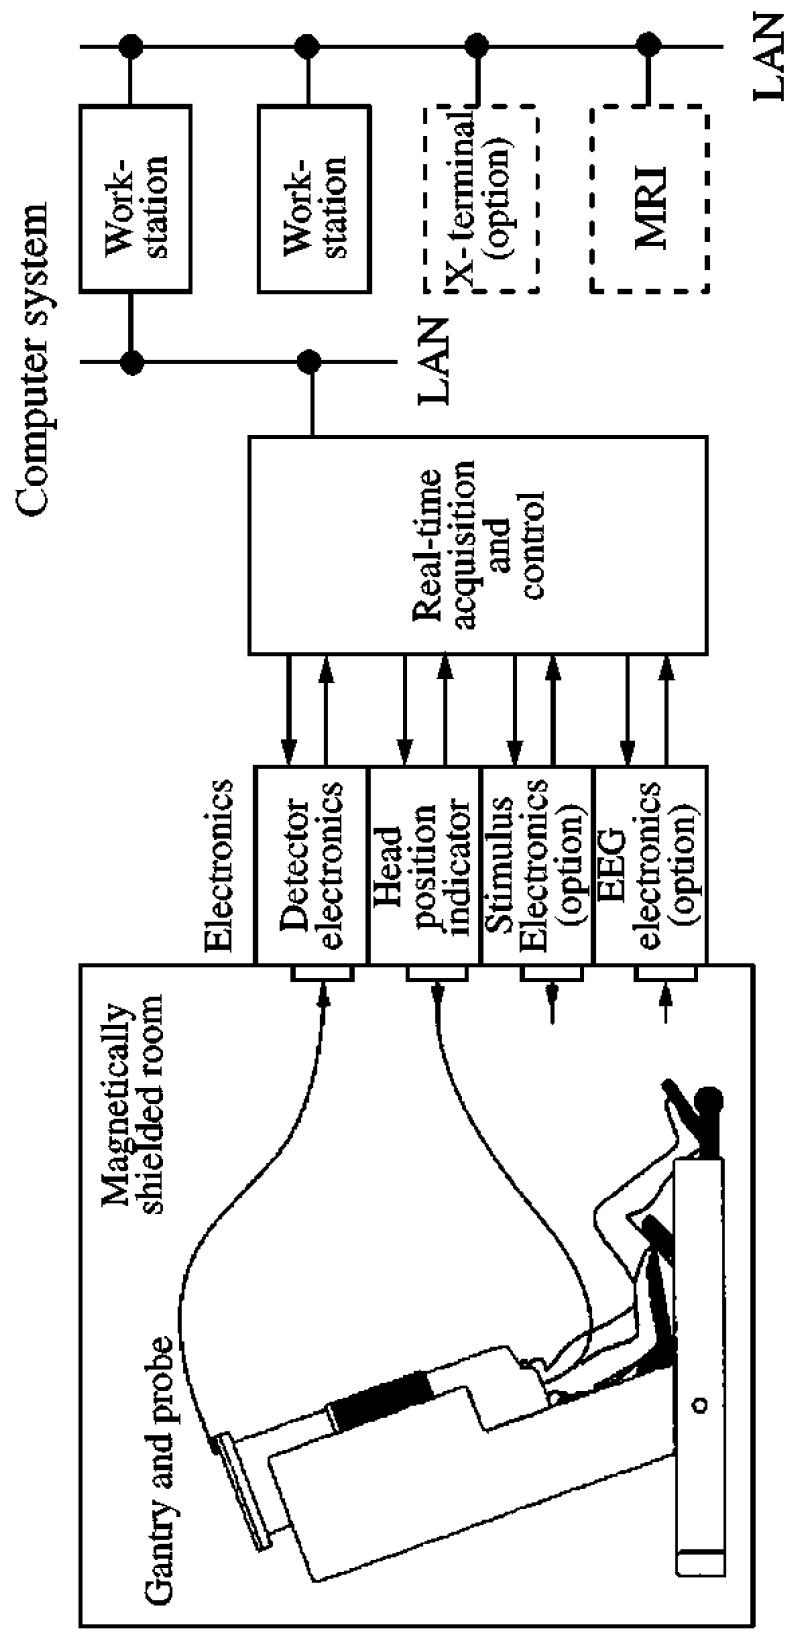 Magnetically
shielded room
Gantry and probe
Electronics
Detector
electronics
Head
position
indicator
Stimulus
Electronics
(option)
EEG
electronics
(option)
Real-time
acquisition
and
control
Computer system
LAN
Work-
station
Work-
station
X-terminal
(option)
MRI
LAN